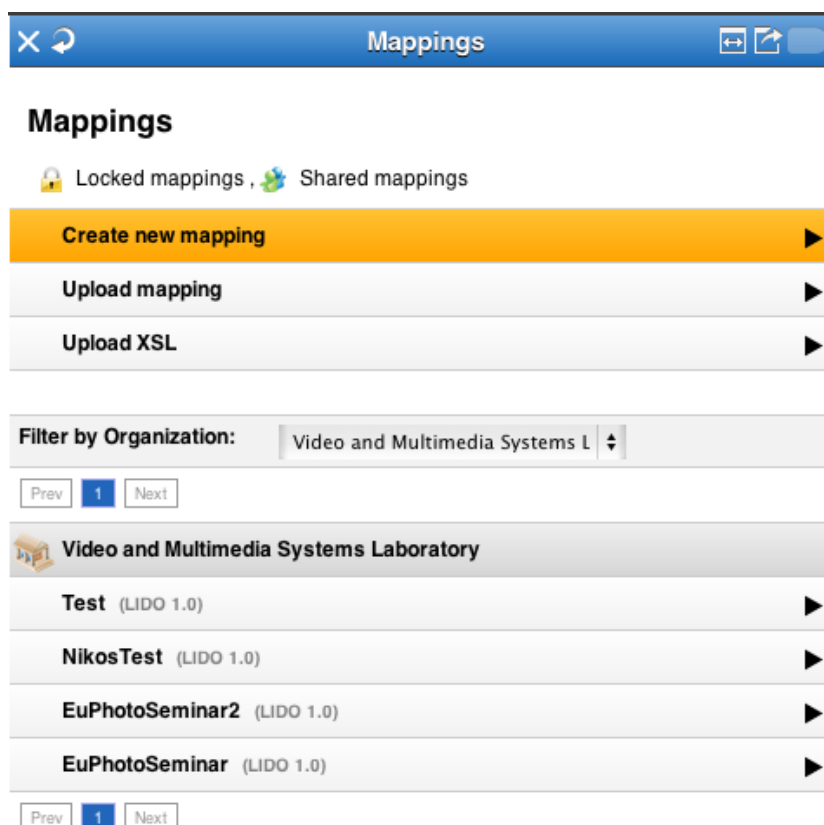 Mappings
Mappings
Locked mappings , Shared mappings
Create new mapping
Upload mapping
Upload XSL
Filter by Organization: Video and Multimedia Systems L
Prev 1 Next
Video and Multimedia Systems Laboratory
Test (LIDO 1.0)
NikosTest (LIDO 1.0)
EuPhotoSeminar2 (LIDO 1.0)
EuPhotoSeminar (LIDO 1.0)
Prev 1 Next